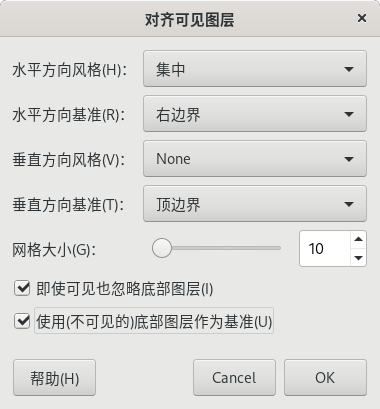 对齐可见图层
水平方向风格(H): 集中
水平方向基准(R): 右边界
垂直方向风格(V): None
垂直方向基准(T): 顶边界
网格大小(G): 10
即使可见也忽略底部图层(I)
使用(不可见的)底部图层作为基准(U)
帮助(H) Cancel OK